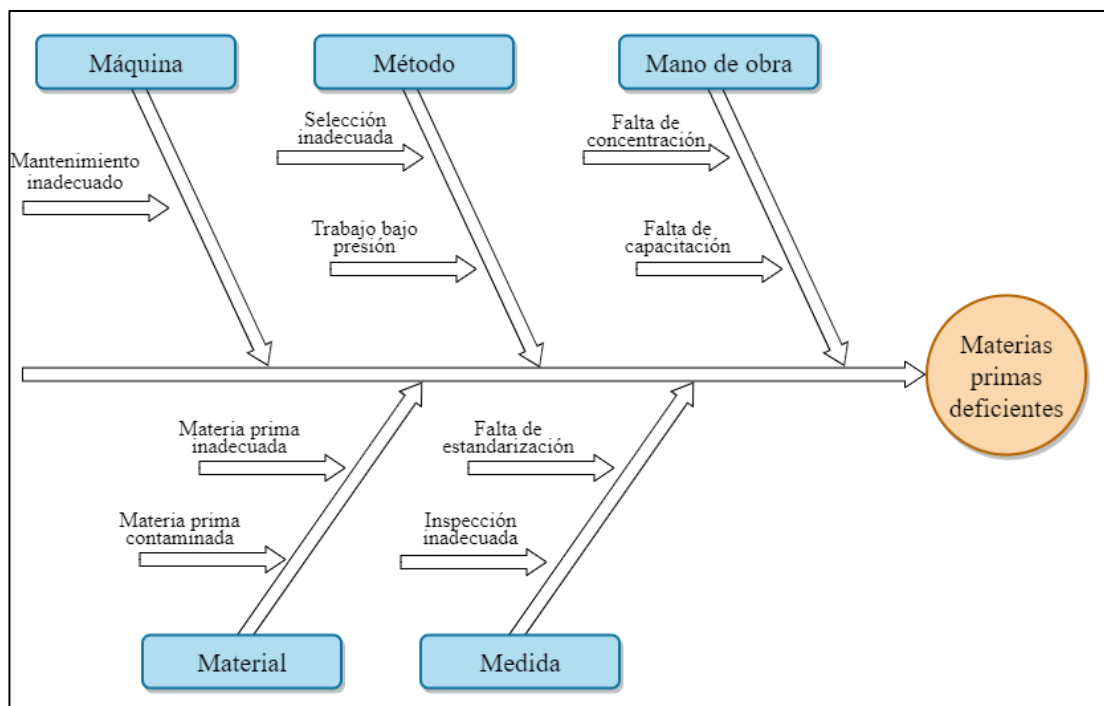 Máquina
Método
Mano de obra
Selección
inadecuada
Falta de
concentración
Mantenimiento
inadecuado
Trabajo bajo
presión
Falta de
capacitación
Materias
primas
deficientes
Materia prima
inadecuada
Falta de
estandarización
Materia prima
contaminada
Inspección
inadecuada
Material
Medida